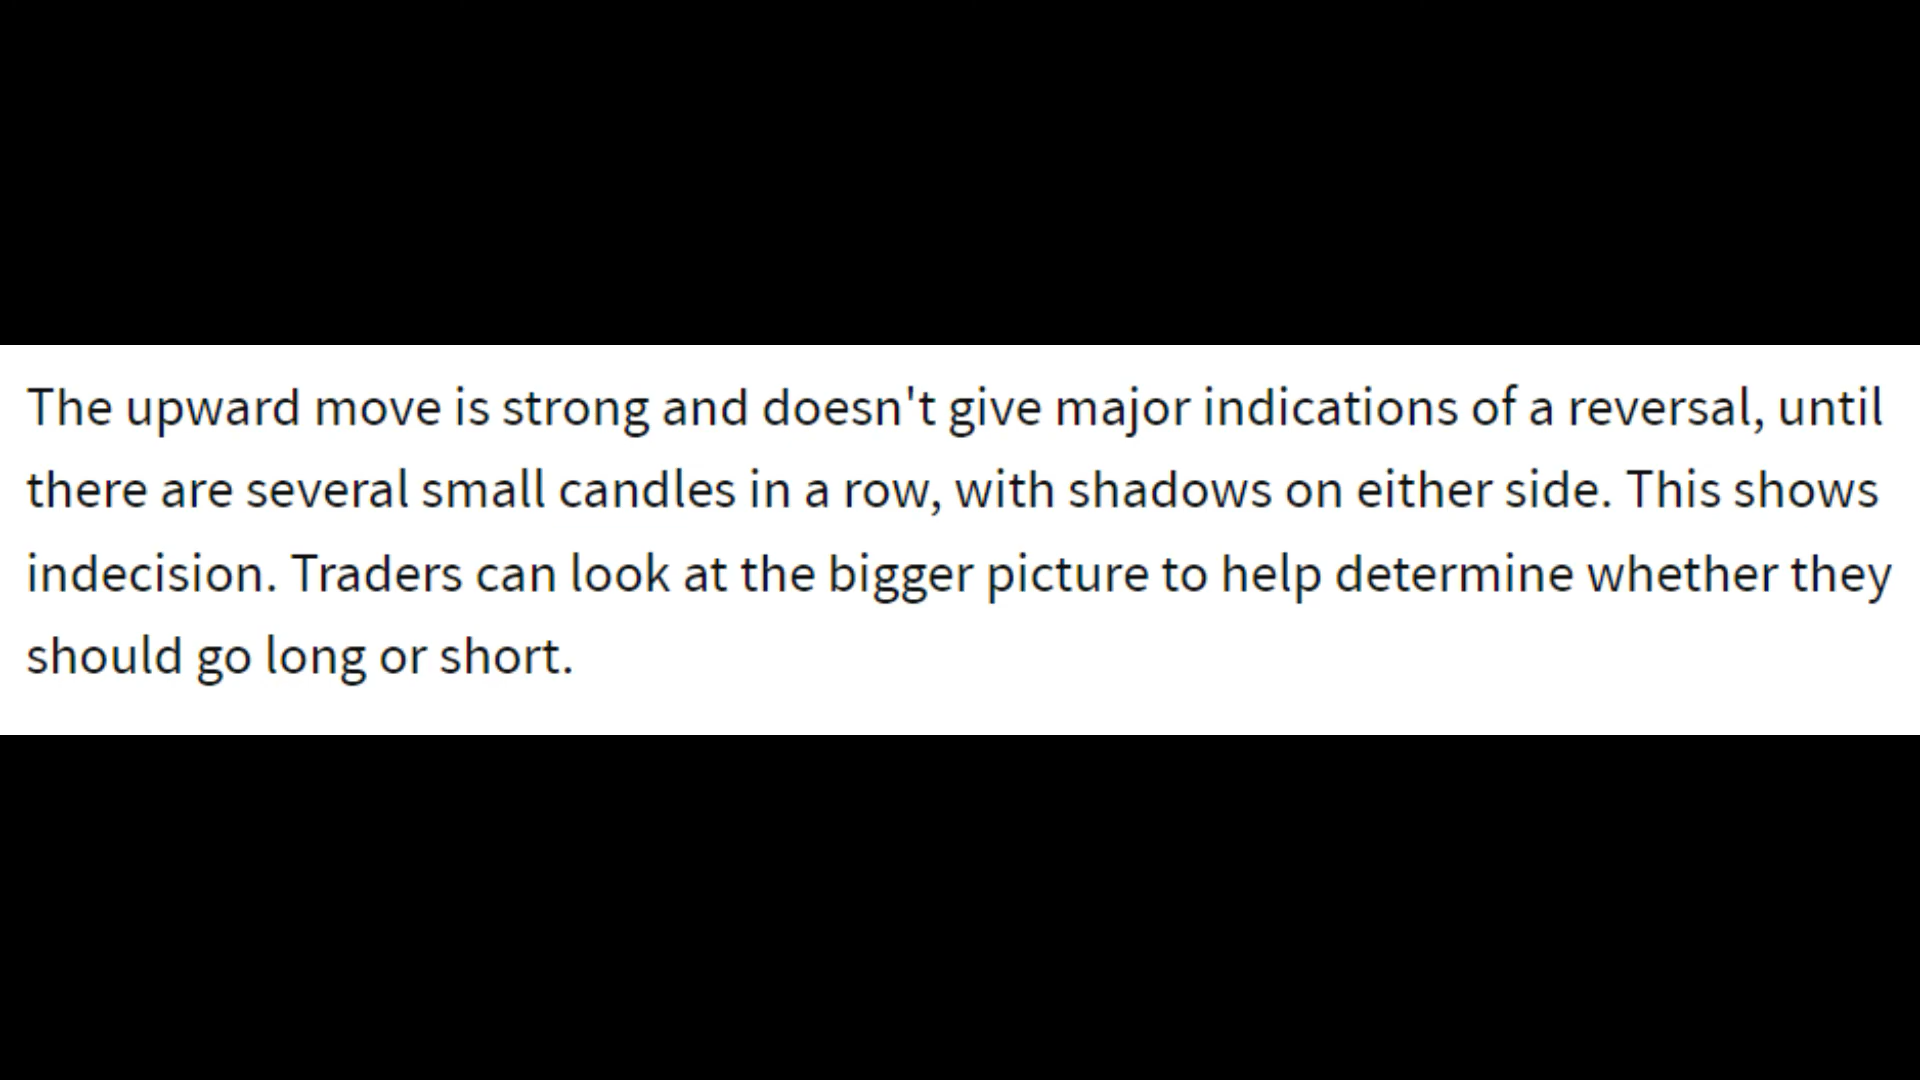 The upward move is strong and doesn't give major indications of a reversal, until
there are several small candles in a row, with shadows on either side. This shows
indecision. Traders can look at the bigger picture to help determine whether they
should go long or short.